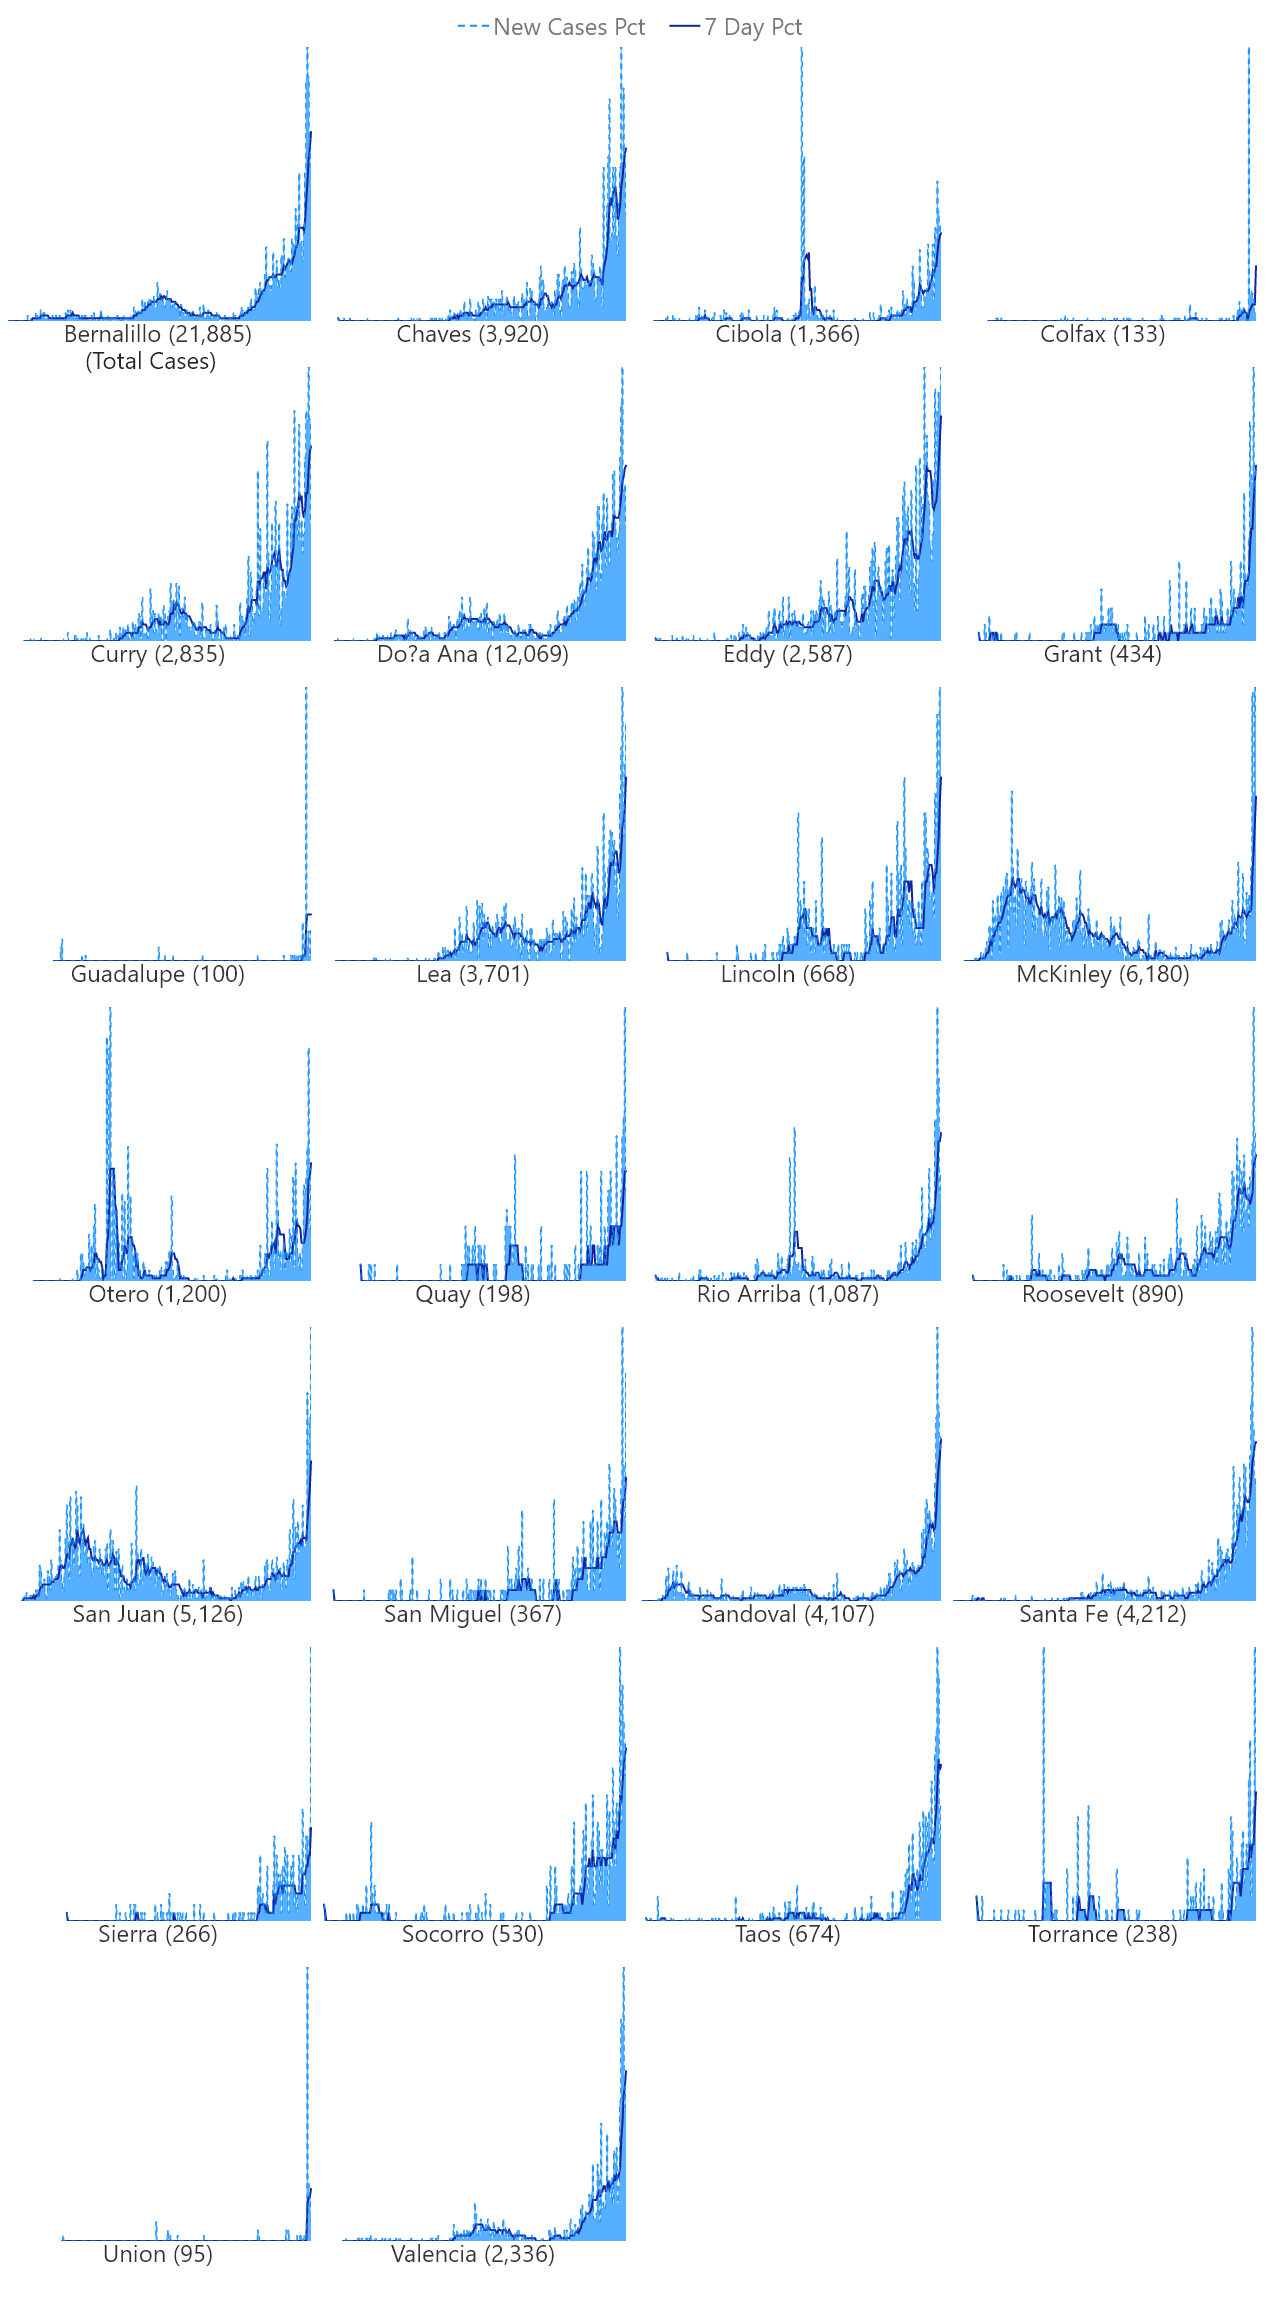 New Cases Pct 7 Day Pct
Bernalillo (21,885) Chaves (3,920) Cibola (1,366) Colfax (133)
(Total Cases)
Curry (2,835) Do?a Ana (12,069) Eddy (2,587) Grant (434)
Guadalupe (100) Lea (3,701) Lincoln (668) McKinley (6,180)
Otero (1,200) Quay (198) Rio Arriba (1,087) Roosevelt (890)
San Juan (5,126) San Miguel (367) Sandoval (4,107) Santa Fe (4,212)
Sierra (266) Socorro (530) Taos (674) Torrance (238)
Union (95) Valencia (2,336)